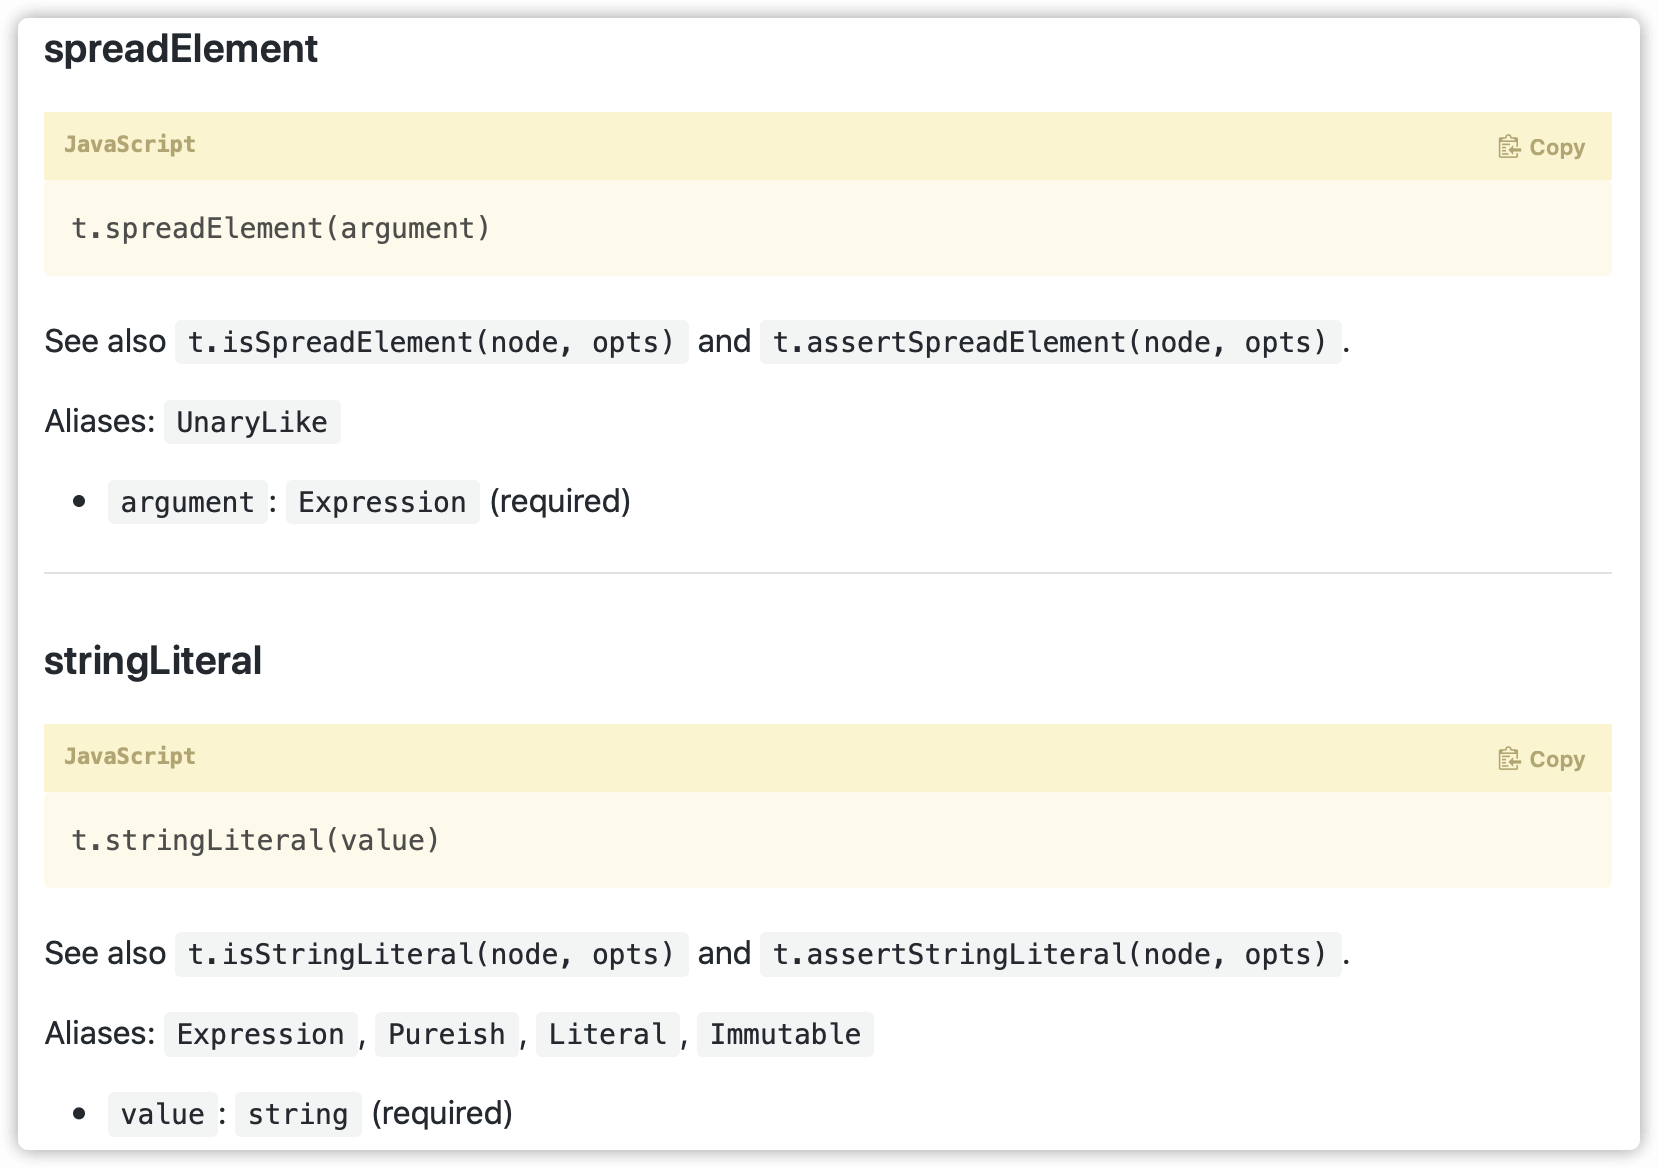 spreadElement
JavaScript
Copy
t.spreadElement(argument)
See also t.isSpreadElement(node, opts) and t.assertSpreadElement(node, opts).
Aliases: UnaryLike
• argument: Expression (required)
stringLiteral
JavaScript
Copy
t.stringLiteral(value)
See also t.isStringLiteral(node, opts) and t.assertStringLiteral(node, opts).
Aliases: Expression, Pureish, Literal, Immutable
• value: string (required)